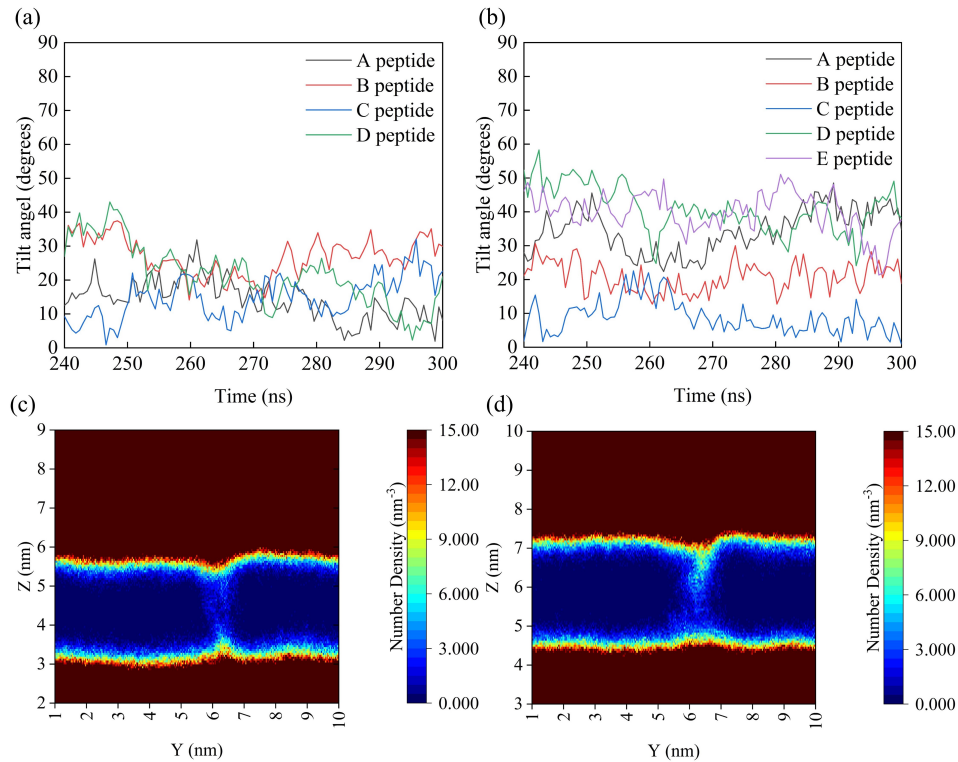 (a)
90
80
70
60
50
40
30
20
10
0
Tilt angel (degrees)
A peptide
B peptide
C peptide
D peptide
240 250 260 270 280 290 300
Time (ns)
(b)
90
80
70
60
50
40
30
20
10
0
Tilt angle (degrees)
A peptide
B peptide
C peptide
D peptide
E peptide
240 250 260 270 280 290 300
Time (ns)
(c)
9
8
7
6
5
4
3
2
Z (nm)
1 2 3 4 5 6 7 8 9 10
Y (nm)
Number Density (nm⁻³)
15.00
12.00
9.000
6.000
3.000
0.000
(d)
10
9
8
7
6
5
4
3
Z (nm)
1 2 3 4 5 6 7 8 9 10
Y (nm)
Number Density (nm⁻³)
15.00
12.00
9.000
6.000
3.000
0.000